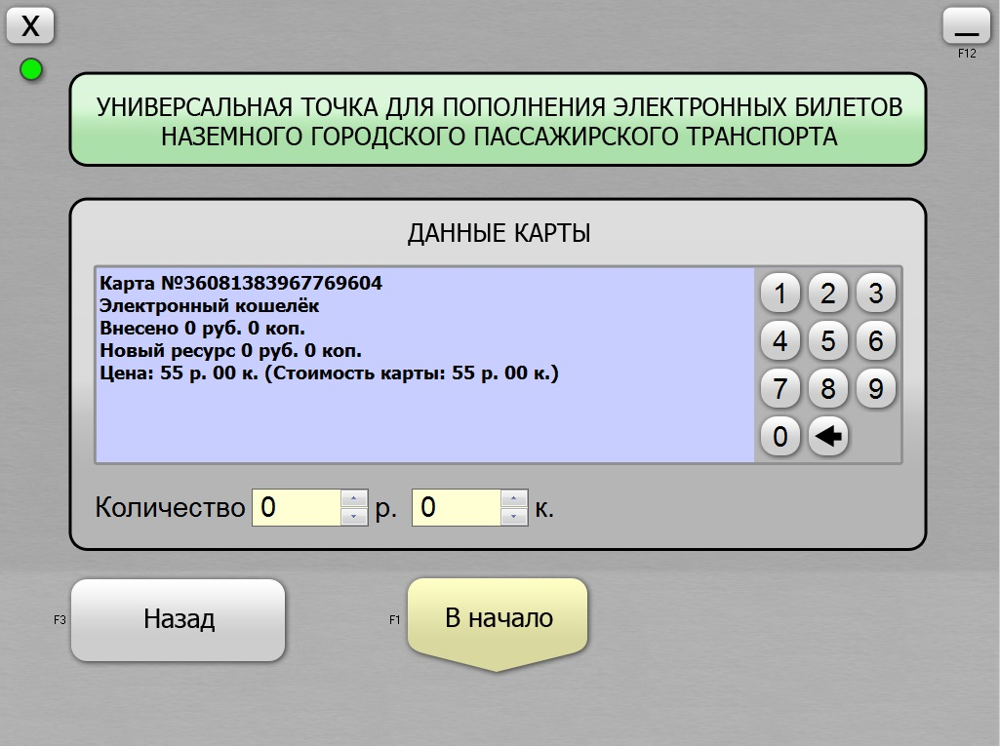 X
F12
УНИВЕРСАЛЬНАЯ ТОЧКА ДЛЯ ПОПОЛНЕНИЯ ЭЛЕКТРОННЫХ БИЛЕТОВ
НАЗЕМНОГО ГОРОДСКОГО ПАССАЖИРСКОГО ТРАНСПОРТА
ДАННЫЕ КАРТЫ
Карта №36081383967769604
Электронный кошелёк
Внесено 0 руб. 0 коп.
Новый ресурс 0 руб. 0 коп.
Цена: 55 р. 00 к. (Стоимость карты: 55 р. 00 к.)
1 2 3
4 5 6
7 8 9
0
Количество 0 р. 0 к.
F3 Назад F1 В начало